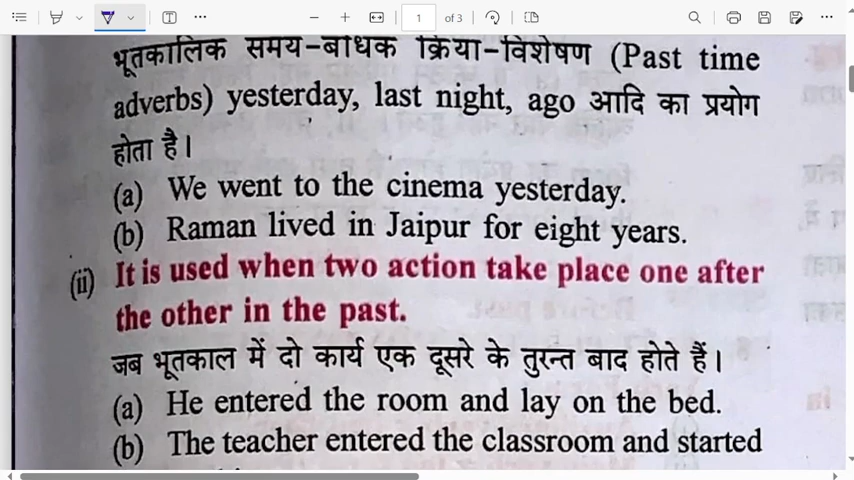 1 of 3
भूतकालिक समय-बोधक क्रिया-विशेषण (Past time
adverbs) yesterday, last night, ago आदि का प्रयोग
होता है।
(a) We went to the cinema yesterday.
(b) Raman lived in Jaipur for eight years.
(ii) It is used when two action take place one after
the other in the past.
जब भूतकाल में दो कार्य एक दूसरे के तुरन्त बाद होते हैं।
(a) He entered the room and lay on the bed.
(b) The teacher entered the classroom and started